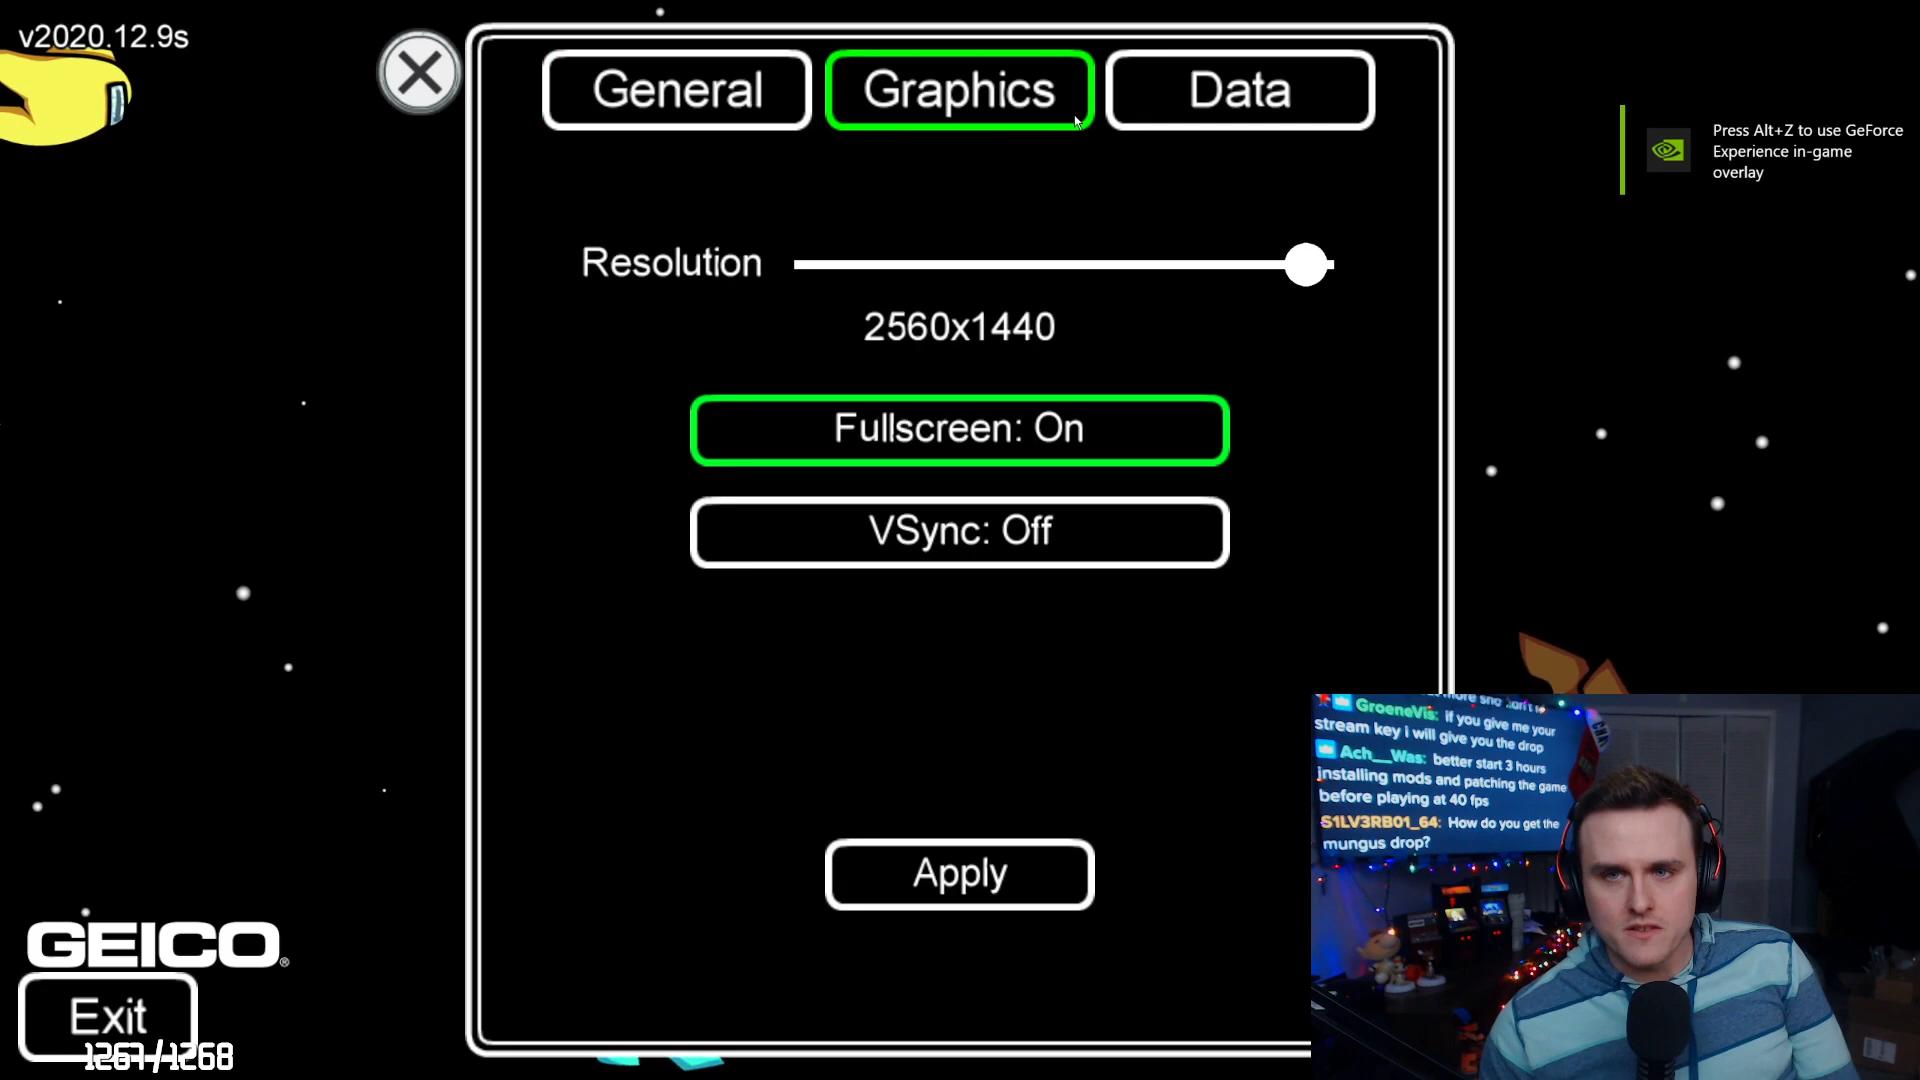 v2020.12.9s
General
Graphics
Data
Press Alt+Z to use GeForce
Experience in-game
overlay
Resolution
2560x1440
Fullscreen: On
VSync: Off
Apply
GEICO®
Exit
1267/1268
GroeneVis: if you give me your
stream key i will give you the drop
Ach__Was: better start 3 hours
installing mods and patching the game
before playing at 40 fps
S1LV3RB01_64: How do you get the
mungus drop?